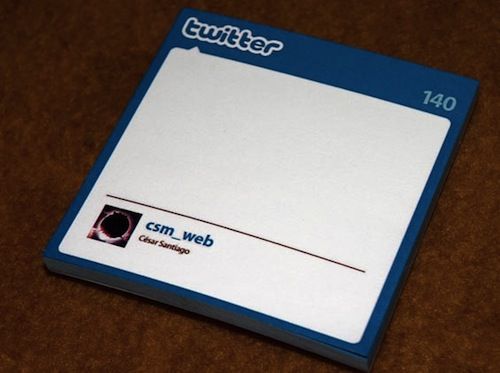 twitter
140
csm_web
César Santiago